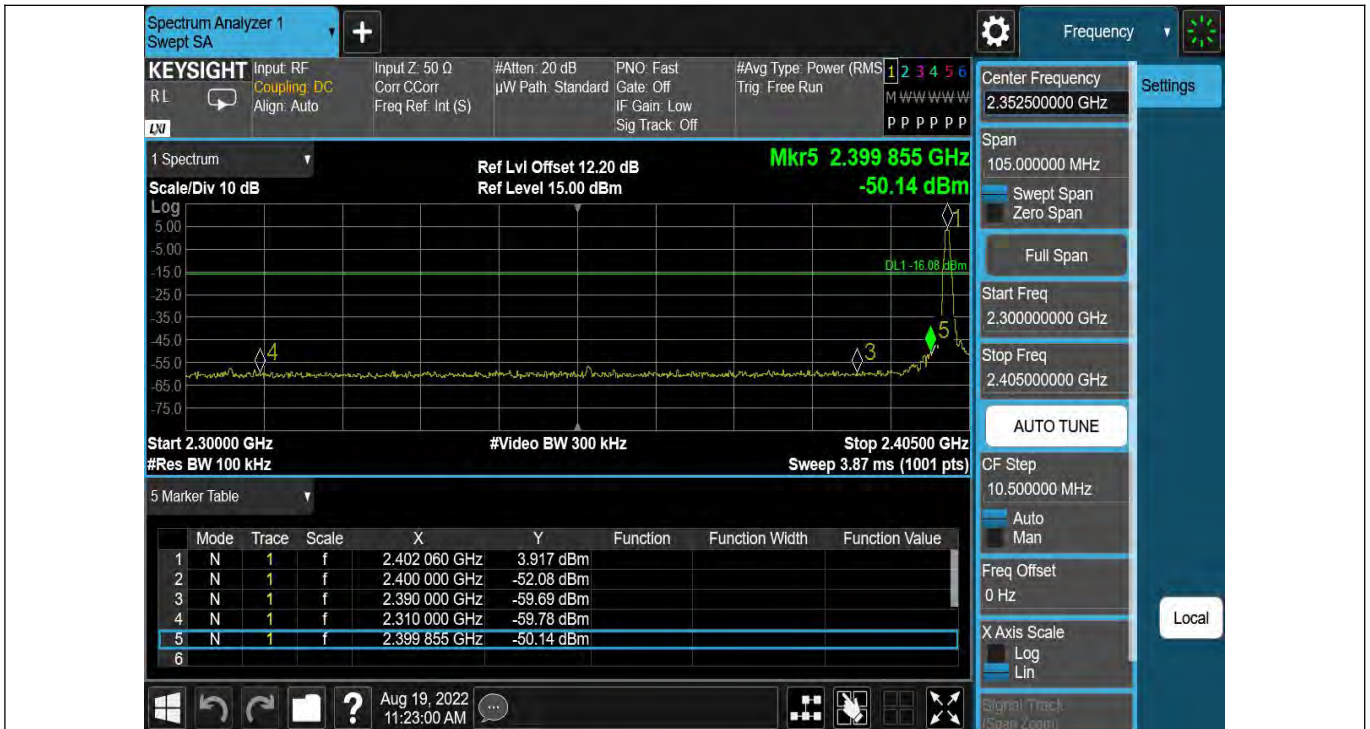 Spectrum Analyzer 1
Swept SA
Frequency
KEYSIGHT
R L
LXI
Input: RF
Coupling: DC
Align: Auto
Input Z: 50 Ω
Corr CCorr
Freq Ref: Int (S)
#Atten: 20 dB
µW Path: Standard
PNO: Fast
Gate: Off
IF Gain: Low
Sig Track: Off
#Avg Type: Power (RMS
Trig: Free Run
1 2 3 4 5 6
M W W W W W
P P P P P P
1 Spectrum
Scale/Div 10 dB
Ref Lvl Offset 12.20 dB
Ref Level 15.00 dBm
Mkr5 2.399 855 GHz
-50.14 dBm
Log
5.00
-5.00
-15.0
-25.0
-35.0
-45.0
-55.0
-65.0
-75.0
DL1 -16.08 dBm
1
5
4
3
Start 2.30000 GHz
#Video BW 300 kHz
Stop 2.40500 GHz
#Res BW 100 kHz
Sweep 3.87 ms (1001 pts)
5 Marker Table
Mode Trace Scale X Y Function Function Width Function Value
1 N 1 f 2.402 060 GHz 3.917 dBm
2 N 1 f 2.400 000 GHz -52.08 dBm
3 N 1 f 2.390 000 GHz -59.69 dBm
4 N 1 f 2.310 000 GHz -59.78 dBm
5 N 1 f 2.399 855 GHz -50.14 dBm
6
?
Aug 19, 2022
11:23:00 AM
Center Frequency
2.352500000 GHz
Settings
Span
105.000000 MHz
Swept Span
Zero Span
Full Span
Start Freq
2.300000000 GHz
Stop Freq
2.405000000 GHz
AUTO TUNE
CF Step
10.500000 MHz
Auto
Man
Freq Offset
0 Hz
Local
X Axis Scale
Log
Lin
Signal Track
(Span Zoom)